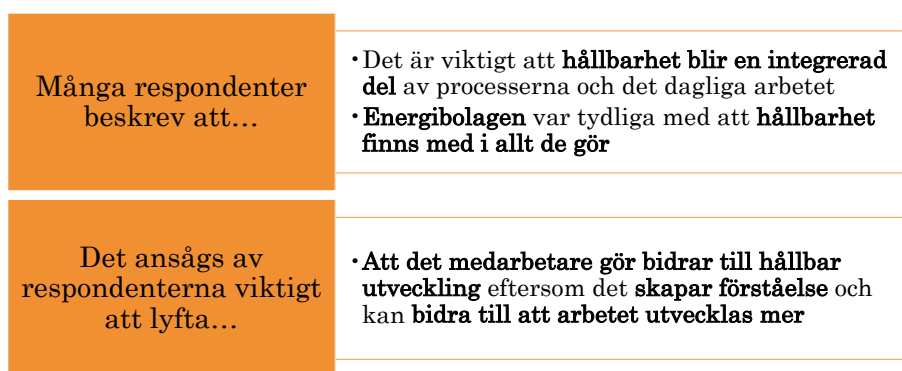 Många respondenter
beskrev att…
•Det är viktigt att hållbarhet blir en integrerad
del av processerna och det dagliga arbetet
•Energibolagen var tydliga med att hållbarhet
finns med i allt de gör
Det ansågs av
respondenterna viktigt
att lyfta…
•Att det medarbetare gör bidrar till hållbar
utveckling eftersom det skapar förståelse och
kan bidra till att arbetet utvecklas mer